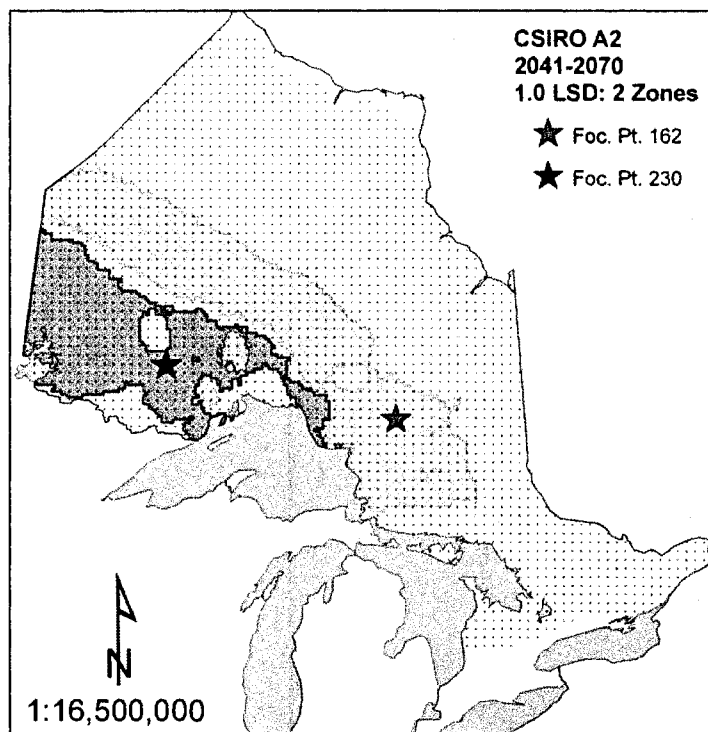 CSIRO A2
2041-2070
1.0 LSD: 2 Zones
Foc. Pt. 162
Foc. Pt. 230
N
1:16,500,000